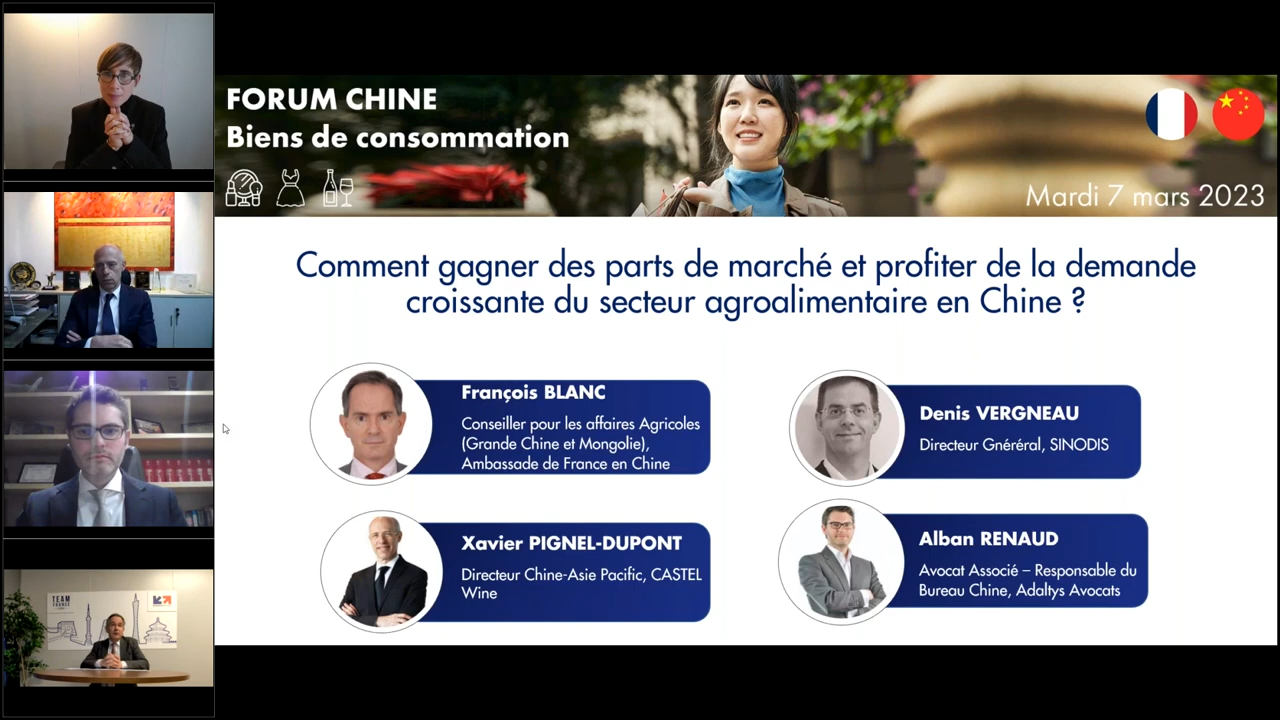 FORUM CHINE
Biens de consommation
Mardi 7 mars 2023
Comment gagner des parts de marché et profiter de la demande
croissante du secteur agroalimentaire en Chine ?
François BLANC
Conseiller pour les affaires Agricoles
(Grande Chine et Mongolie),
Ambassade de France en Chine
Denis VERGNEAU
Directeur Gnéréral, SINODIS
Xavier PIGNEL-DUPONT
Directeur Chine-Asie Pacific, CASTEL
Wine
Alban RENAUD
Avocat Associé – Responsable du
Bureau Chine, Adaltys Avocats
TEAM
FRANCE